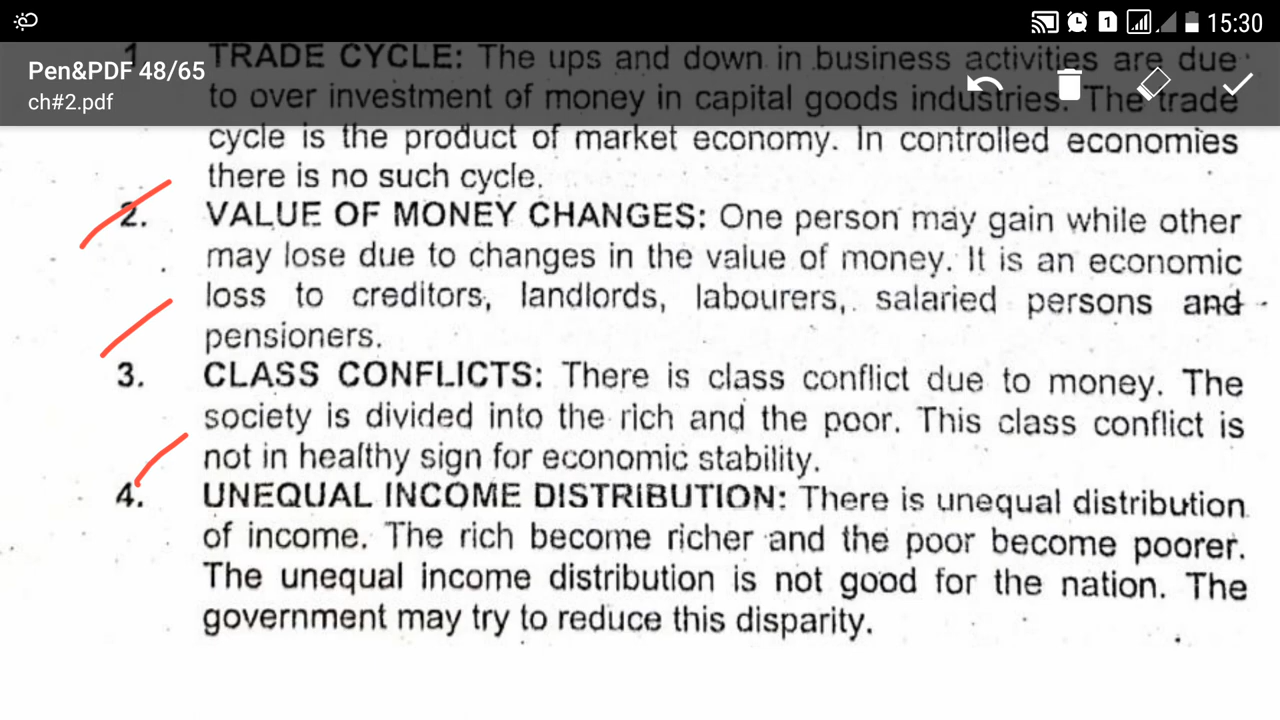 15:30
1
Pen&PDF 48/65
ch#2.pdf
1. TRADE CYCLE: The ups and down in business activities are due
to over investment of money in capital goods industries. The trade
cycle is the product of market economy. In controlled economies
there is no such cycle.
2. VALUE OF MONEY CHANGES: One person may gain while other
may lose due to changes in the value of money. It is an economic
loss to creditors, landlords, labourers, salaried persons and
pensioners.
3. CLASS CONFLICTS: There is class conflict due to money. The
society is divided into the rich and the poor. This class conflict is
not in healthy sign for economic stability.
4. UNEQUAL INCOME DISTRIBUTION: There is unequal distribution
of income. The rich become richer and the poor become poorer.
The unequal income distribution is not good for the nation. The
government may try to reduce this disparity.